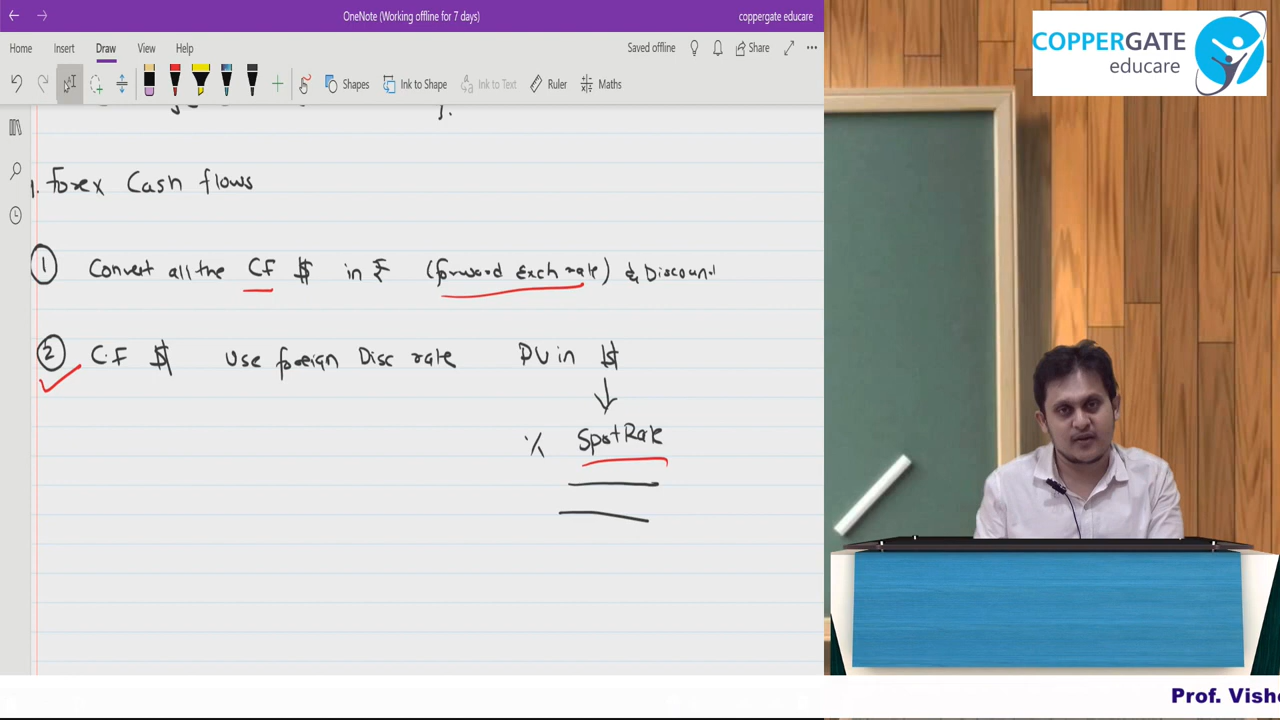 OneNote (Working offline for 7 days)
coppergate educare
Home Insert Draw View Help
Saved offline Share
Shapes Ink to Shape Ink to Text Ruler Maths
COPPERGATE
educare
1. Forex Cash flows
1 Convert all the CF $ in ₹ (forward Exch rate) & Discount
2 C.F $ Use foreign Disc rate PV in $
Spot Rate
Prof. Vishe